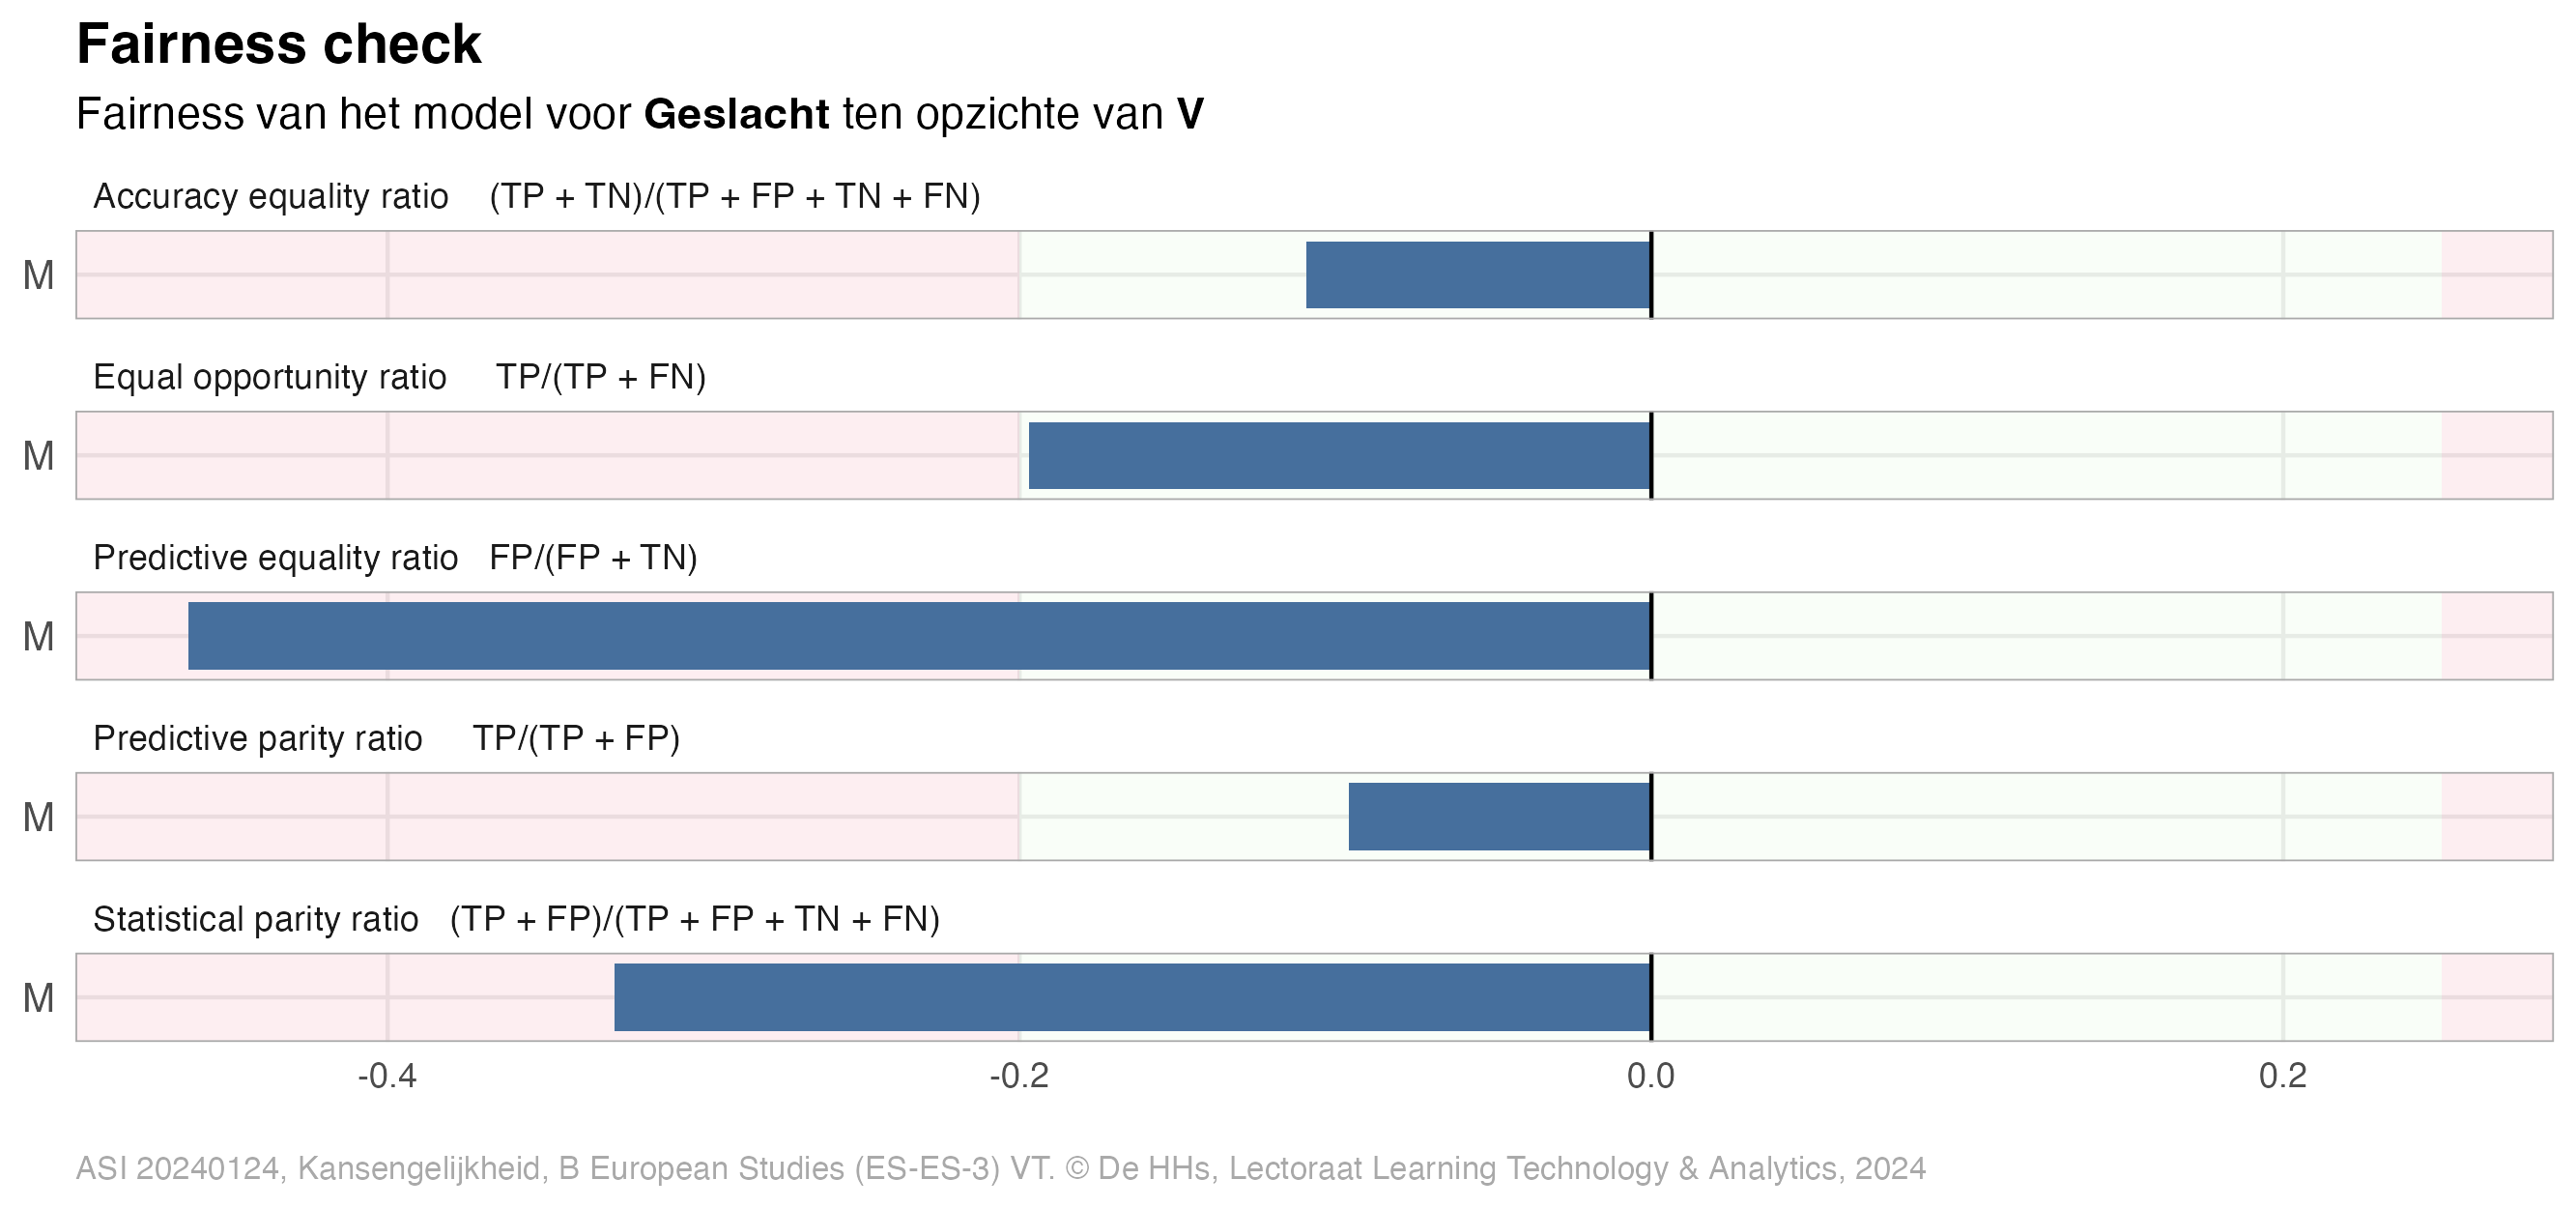 Fairness check
Fairness van het model voor Geslacht ten opzichte van V
Accuracy equality ratio (TP + TN)/(TP + FP + TN + FN)
M
Equal opportunity ratio TP/(TP + FN)
M
Predictive equality ratio FP/(FP + TN)
M
Predictive parity ratio TP/(TP + FP)
M
Statistical parity ratio (TP + FP)/(TP + FP + TN + FN)
M
-0.4 -0.2 0.0 0.2
ASI 20240124, Kansengelijkheid, B European Studies (ES-ES-3) VT. © De HHs, Lectoraat Learning Technology & Analytics, 2024